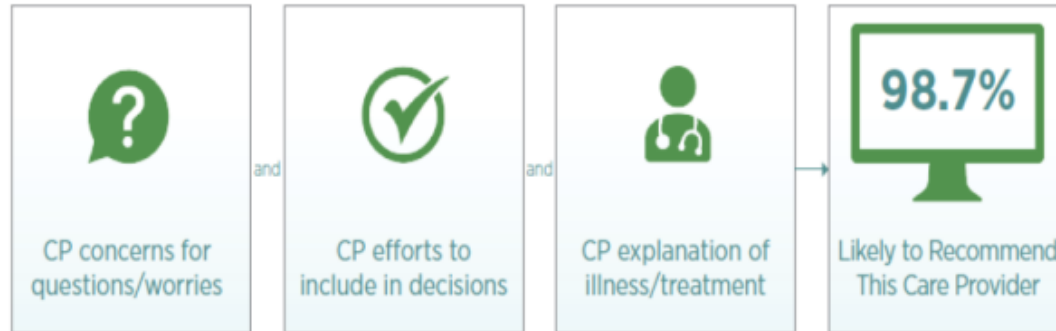 ?
CP concerns for
questions/worries
and
CP efforts to
include in decisions
and
CP explanation of
illness/treatment
98.7%
Likely to Recommend
This Care Provider